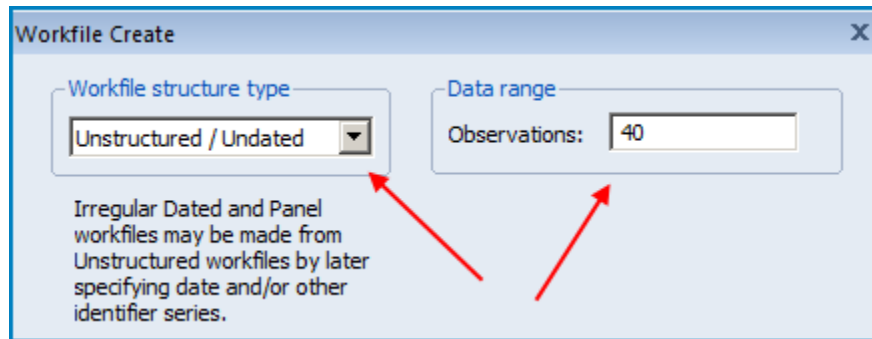 Workfile Create
X
Workfile structure type
Unstructured / Undated
Data range
Observations:
40
Irregular Dated and Panel
workfiles may be made from
Unstructured workfiles by later
specifying date and/or other
identifier series.